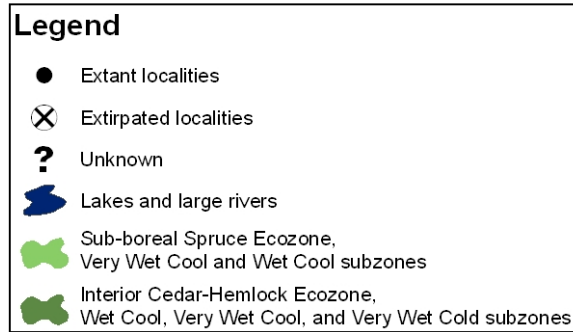 Legend
Extant localities
Extirpated localities
? Unknown
Lakes and large rivers
Sub-boreal Spruce Ecozone,
Very Wet Cool and Wet Cool subzones
Interior Cedar-Hemlock Ecozone,
Wet Cool, Very Wet Cool, and Very Wet Cold subzones